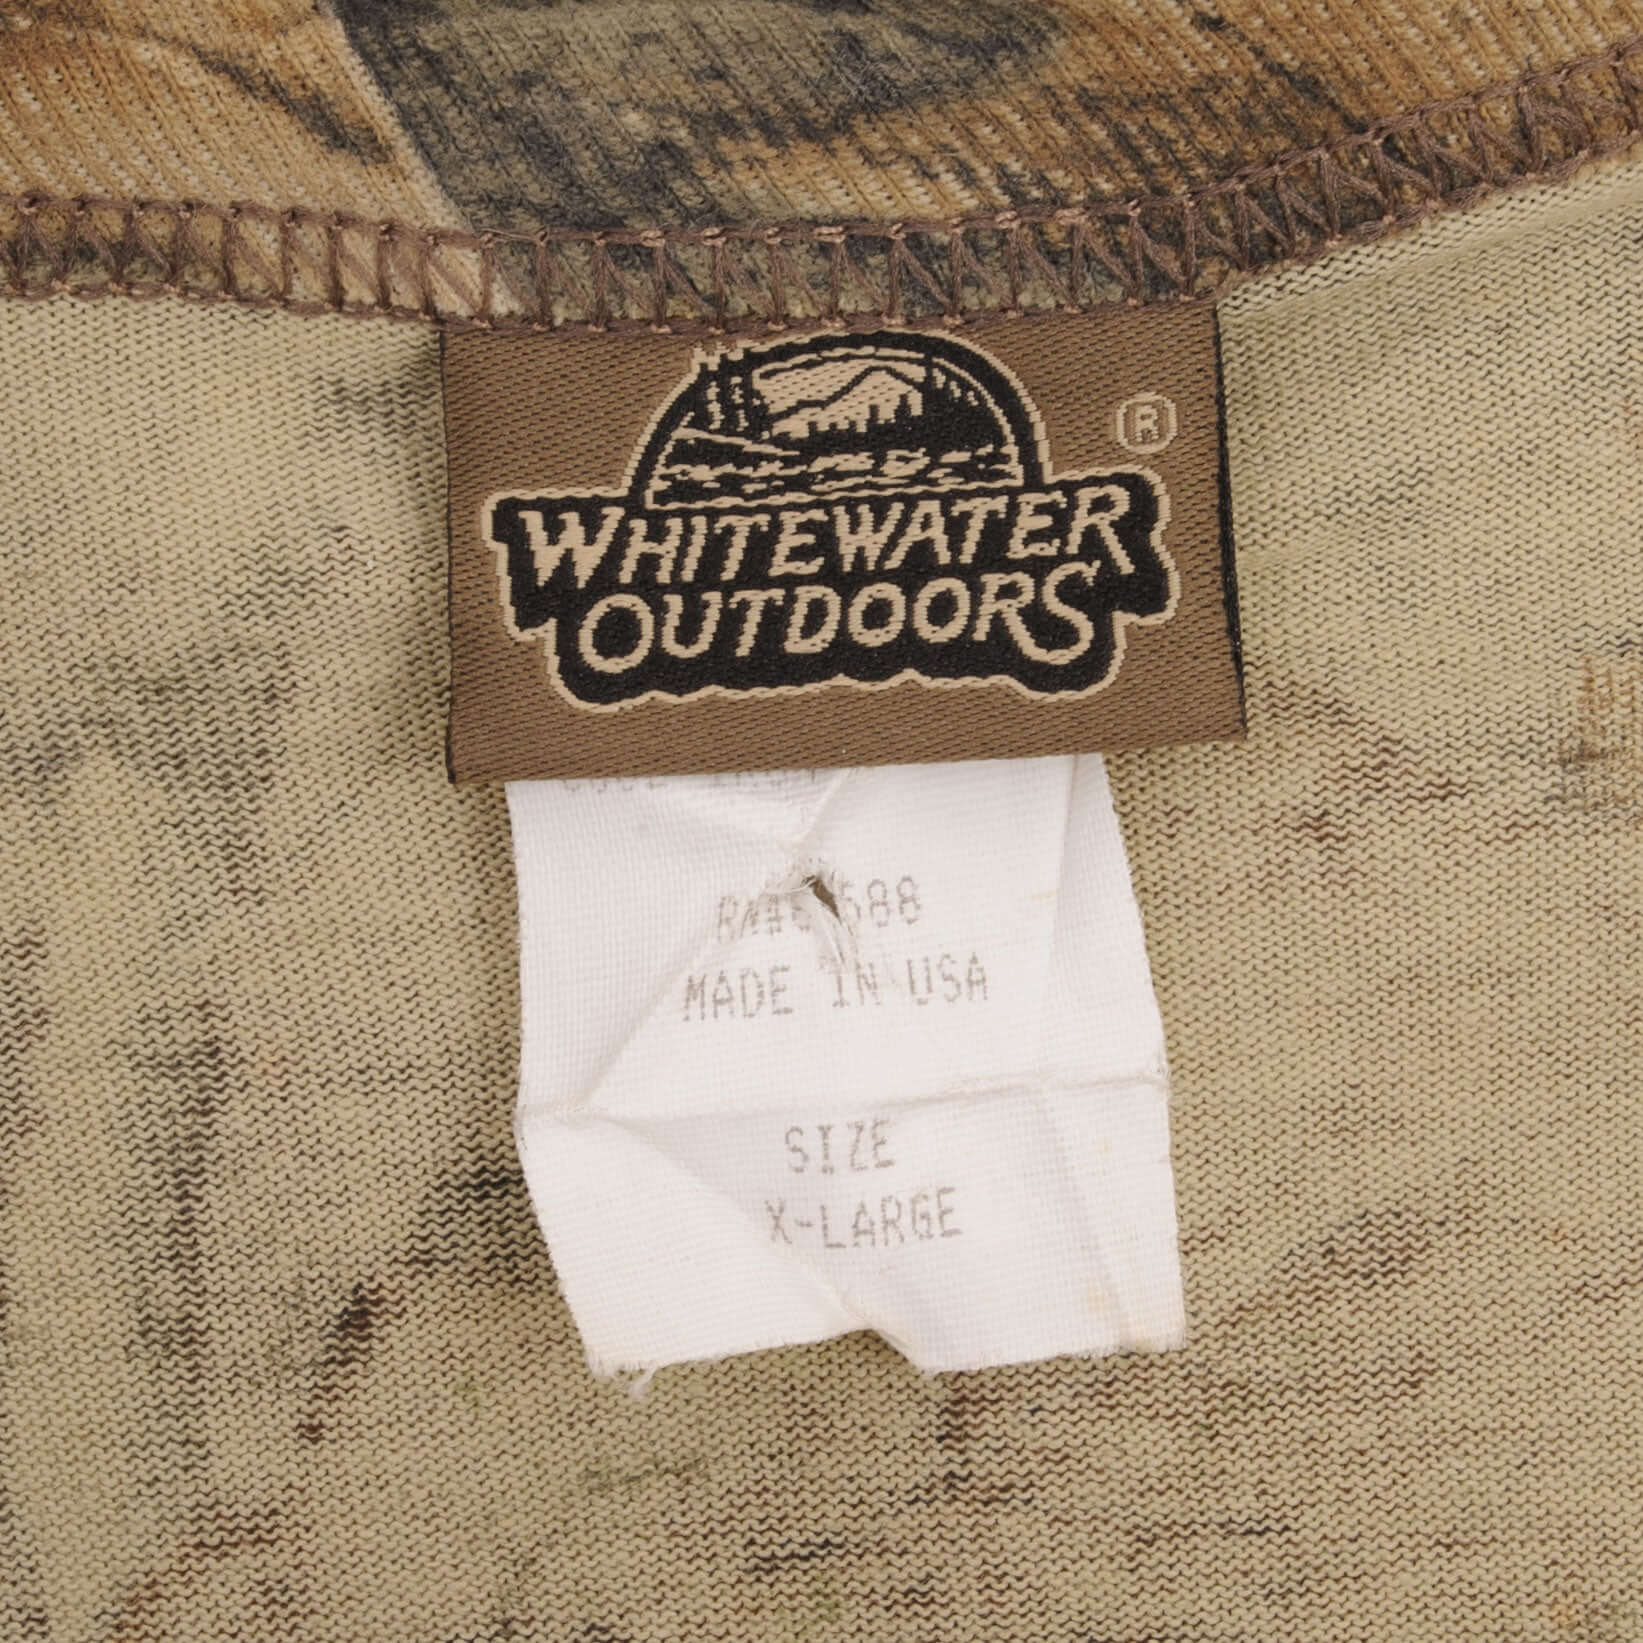 ®
WHITEWATER
OUTDOORS
MADE IN USA
SIZE
X-LARGE